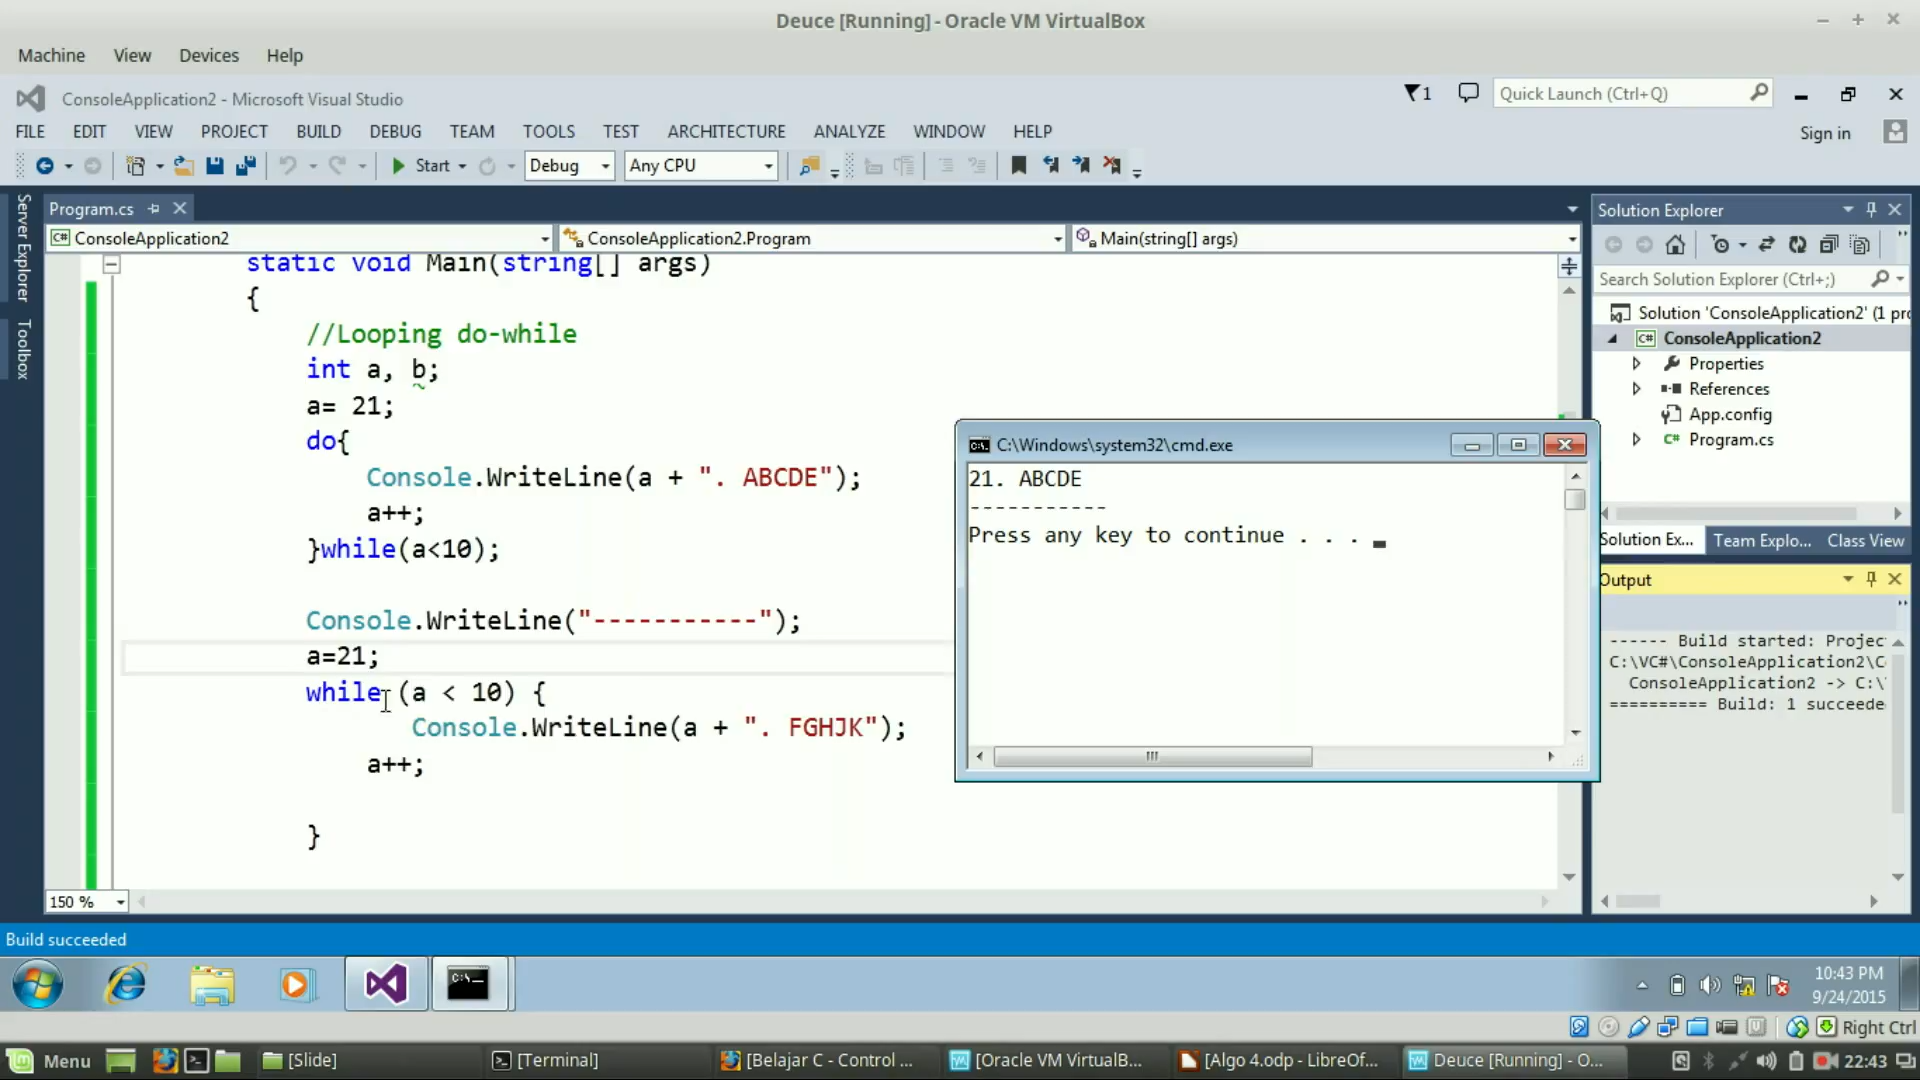 Deuce [Running] - Oracle VM VirtualBox
Machine View Devices Help
ConsoleApplication2 - Microsoft Visual Studio
1
Quick Launch (Ctrl+Q)
FILE EDIT VIEW PROJECT BUILD DEBUG TEAM TOOLS TEST ARCHITECTURE ANALYZE WINDOW HELP
Sign in
Start Debug Any CPU
Server Explorer
Toolbox
Program.cs
C# ConsoleApplication2
ConsoleApplication2.Program
Main(string[] args)
static void Main(string[] args)
{
//Looping do-while
int a, b;
a= 21;
do{
Console.WriteLine(a + ". ABCDE");
a++;
}while(a<10);
Console.WriteLine("-----------");
a=21;
while (a < 10) {
Console.WriteLine(a + ". FGHJK");
a++;
}
150 %
C:\Windows\system32\cmd.exe
21. ABCDE
-----------
Press any key to continue . . .
Solution Explorer
Search Solution Explorer (Ctrl+;)
Solution 'ConsoleApplication2' (1 pro
C# ConsoleApplication2
Properties
References
App.config
C# Program.cs
Solution Ex... Team Explo... Class View
Output
------ Build started: Projec
C:\VC#\ConsoleApplication2\C
ConsoleApplication2 -> C:\
========== Build: 1 succeede
Build succeeded
10:43 PM
9/24/2015
Right Ctrl
Menu
[Slide]
[Terminal]
[Belajar C - Control ...
[Oracle VM VirtualB...
[Algo 4.odp - LibreOf...
Deuce [Running] - O...
22:43